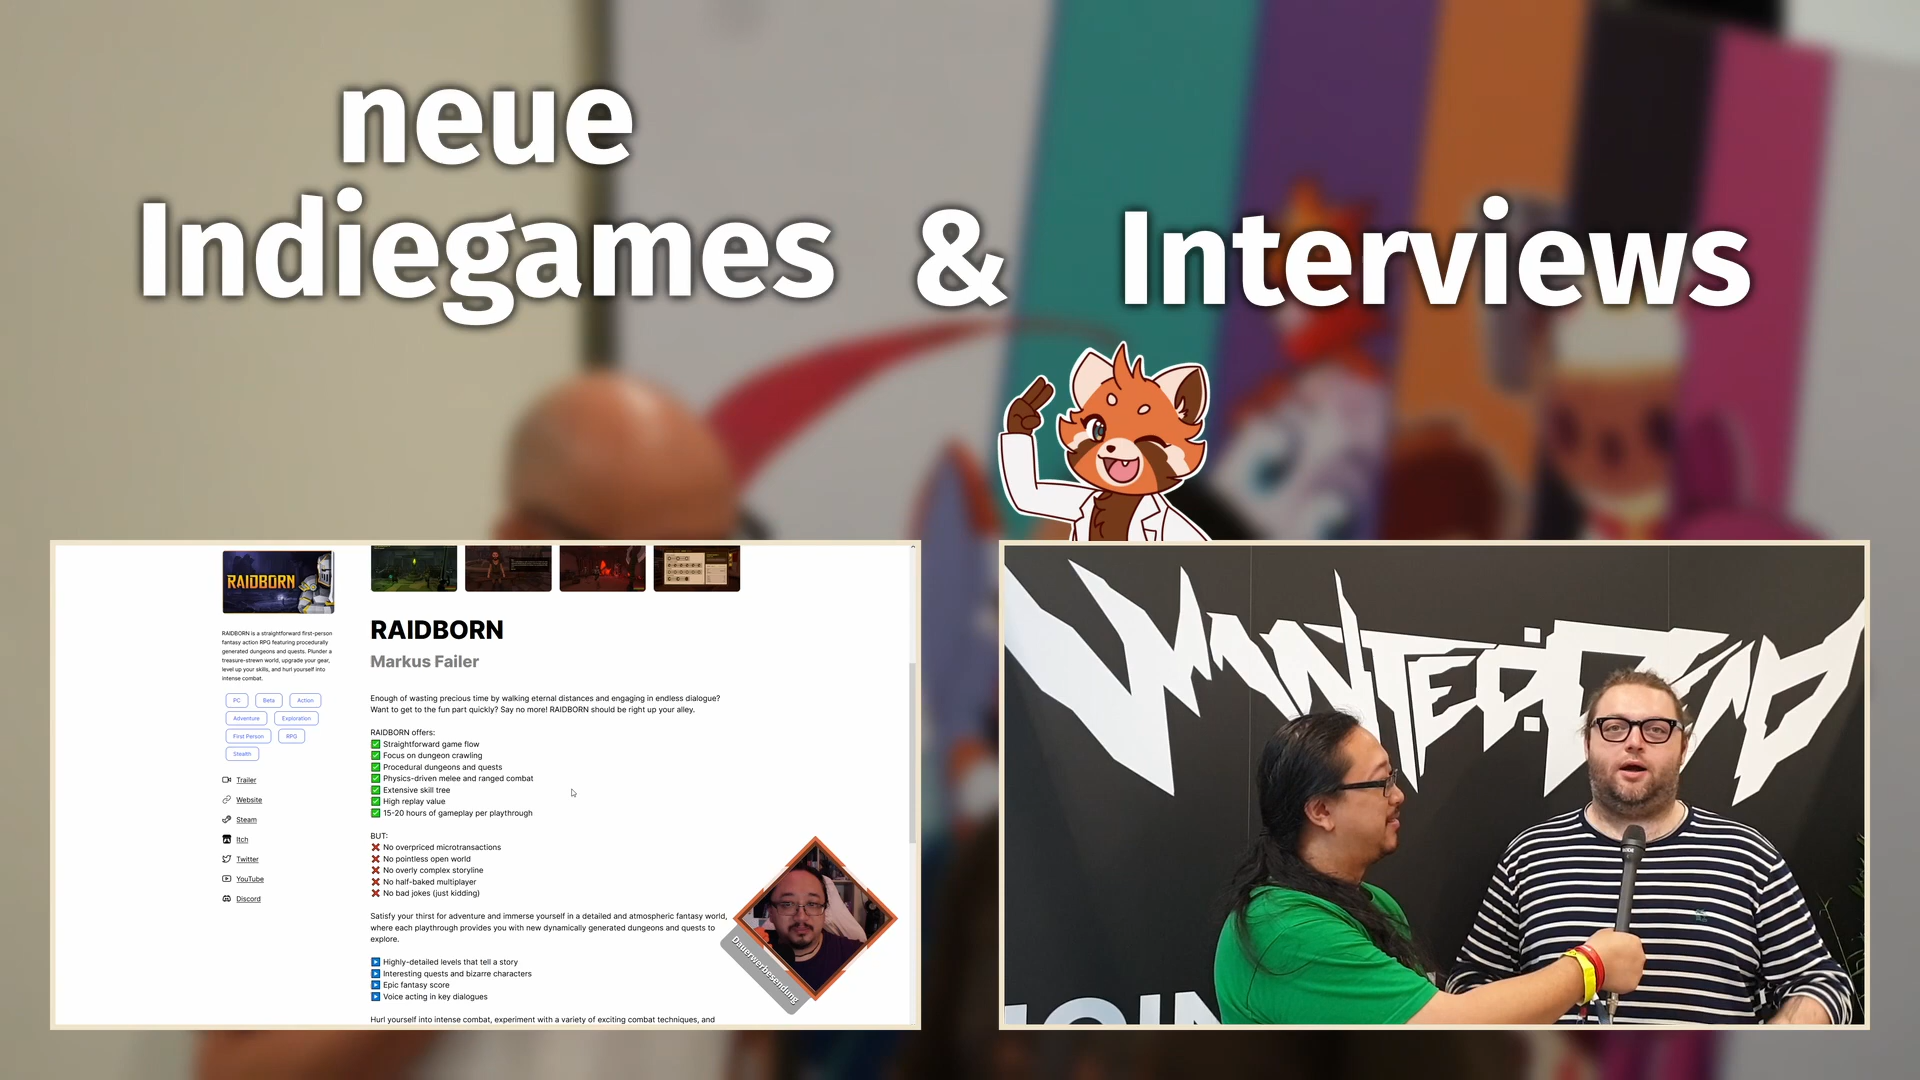 neue
Indiegames & Interviews
RAIDBORN
RAIDBORN is a straightforward first-person
fantasy action RPG featuring procedurally
generated dungeons and quests. Plunder a
treasure-strewn world, upgrade your gear,
level up your skills, and hurl yourself into
intense combat.
PC Beta Action
Adventure Exploration
First Person RPG
Stealth
Trailer
Website
Steam
Itch
Twitter
YouTube
Discord
RAIDBORN
Markus Failer
Enough of wasting precious time by walking eternal distances and engaging in endless dialogue?
Want to get to the fun part quickly? Say no more! RAIDBORN should be right up your alley.
RAIDBORN offers:
✅ Straightforward game flow
✅ Focus on dungeon crawling
✅ Procedural dungeons and quests
✅ Physics-driven melee and ranged combat
✅ Extensive skill tree
✅ High replay value
✅ 15-20 hours of gameplay per playthrough
BUT:
❌ No overpriced microtransactions
❌ No pointless open world
❌ No overly complex storyline
❌ No half-baked multiplayer
❌ No bad jokes (just kidding)
Satisfy your thirst for adventure and immerse yourself in a detailed and atmospheric fantasy world,
where each playthrough provides you with new dynamically generated dungeons and quests to
explore.
▶ Highly-detailed levels that tell a story
▶ Interesting quests and bizarre characters
▶ Epic fantasy score
▶ Voice acting in key dialogues
Hurl yourself into intense combat, experiment with a variety of exciting combat techniques, and
Dauerwerbesendung
WANTED:DEAD
RØDE